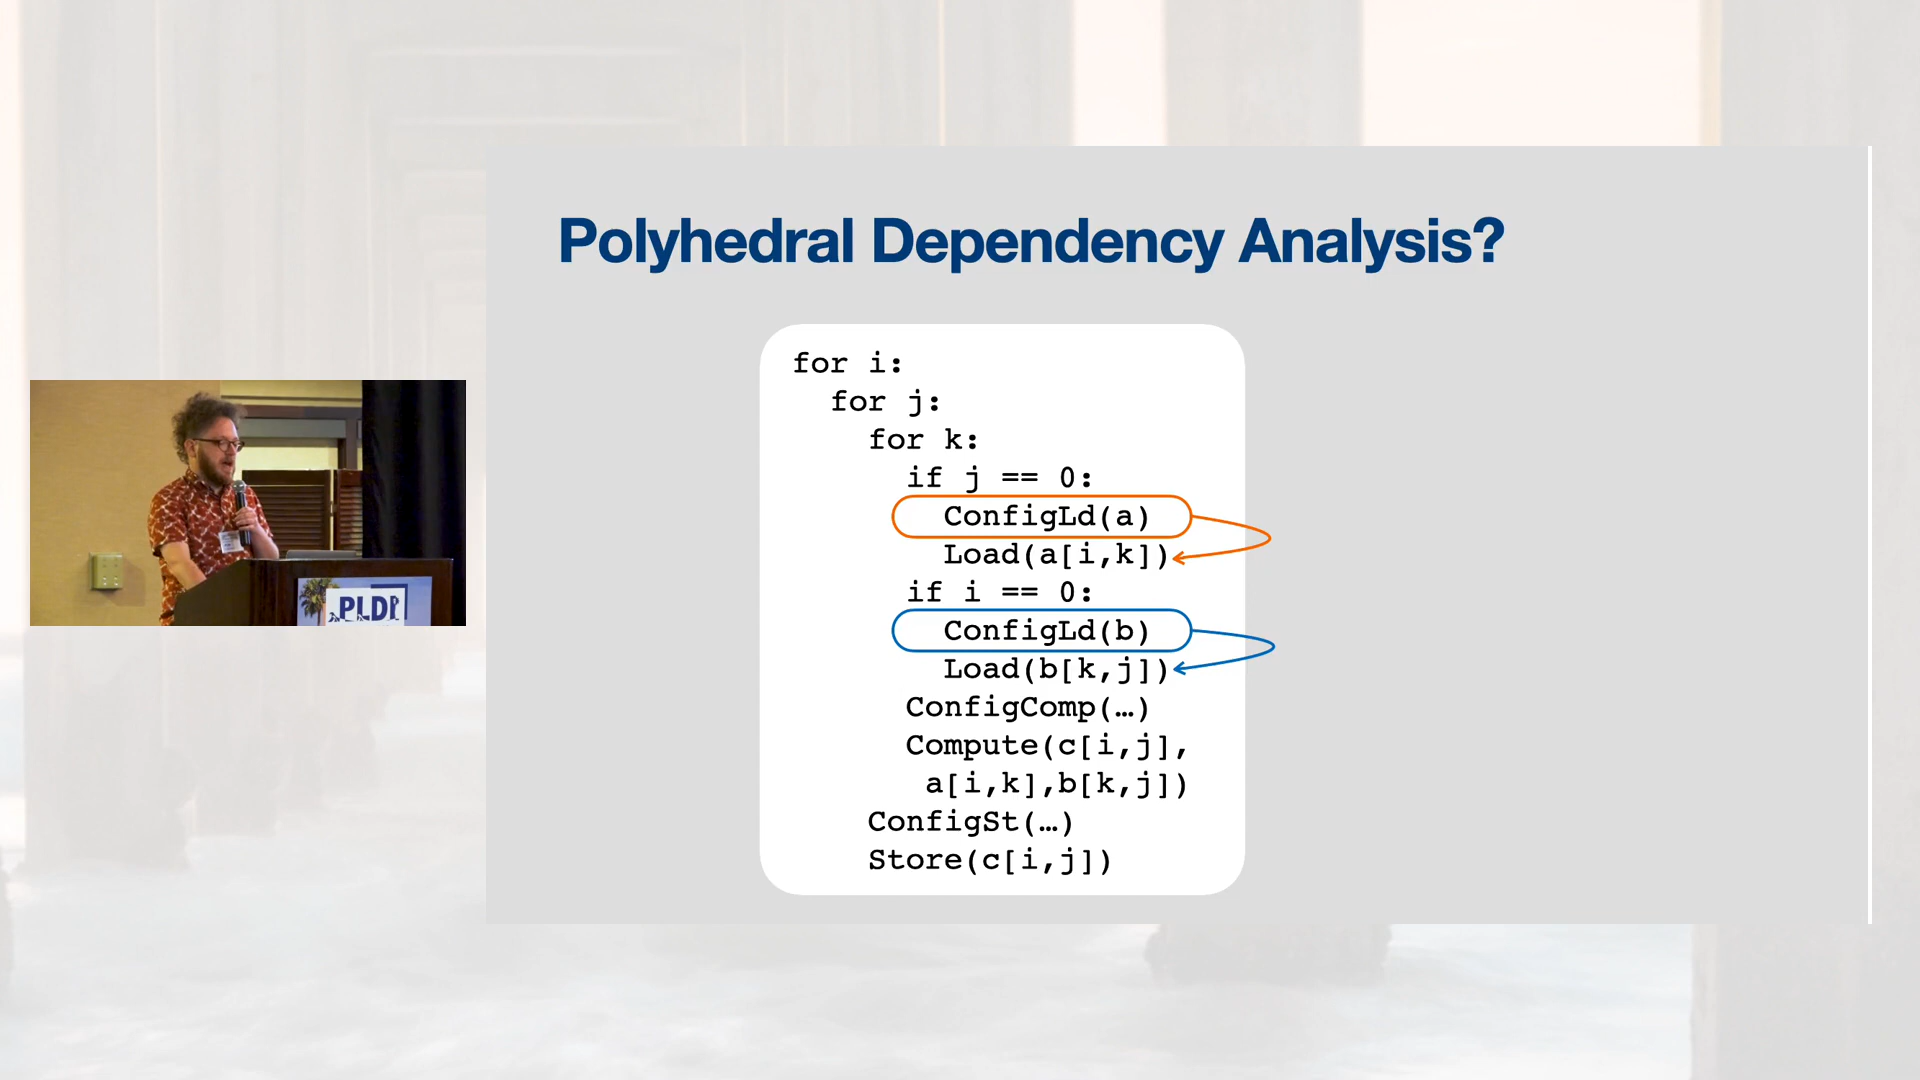 Polyhedral Dependency Analysis?
for i:
for j:
for k:
if j == 0:
ConfigLd(a)
Load(a[i,k])
if i == 0:
ConfigLd(b)
Load(b[k,j])
ConfigComp(…)
Compute(c[i,j],
a[i,k],b[k,j])
ConfigSt(…)
Store(c[i,j])
PLDI